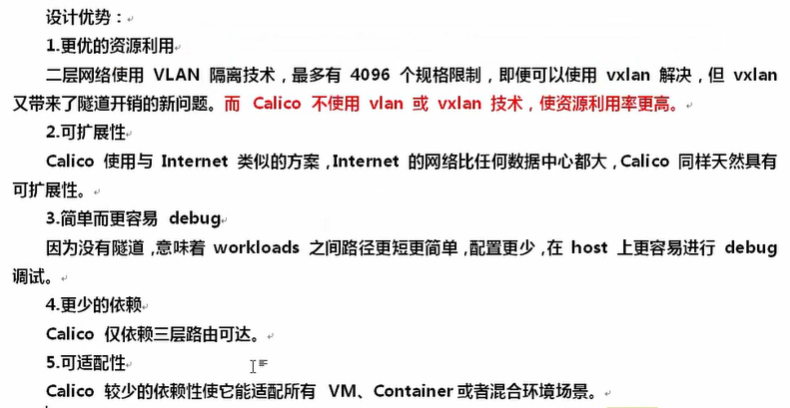 设计优势：
1.更优的资源利用
二层网络使用 VLAN 隔离技术，最多有 4096 个规格限制，即便可以使用 vxlan 解决，但 vxlan
又带来了隧道开销的新问题。而 Calico 不使用 vlan 或 vxlan 技术，使资源利用率更高。
2.可扩展性
Calico 使用与 Internet 类似的方案，Internet 的网络比任何数据中心都大，Calico 同样天然具有
可扩展性。
3.简单而更容易 debug
因为没有隧道，意味着 workloads 之间路径更短更简单，配置更少，在 host 上更容易进行 debug
调试。
4.更少的依赖
Calico 仅依赖三层路由可达。
5.可适配性
Calico 较少的依赖性使它能适配所有 VM、Container或者混合环境场景。